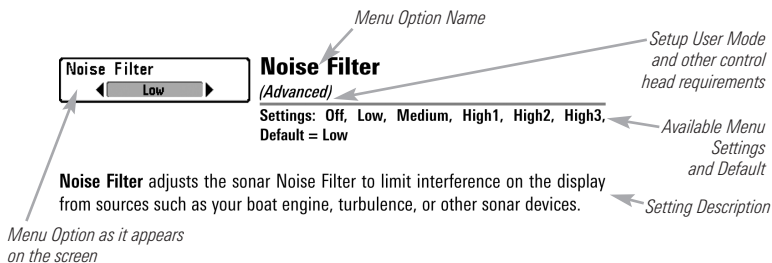 Menu Option Name
Setup User Mode
and other control
head requirements
Noise Filter
Low
Noise Filter
(Advanced)
Settings: Off, Low, Medium, High1, High2, High3,
Default = Low
Available Menu
Settings
and Default
Noise Filter adjusts the sonar Noise Filter to limit interference on the display
from sources such as your boat engine, turbulence, or other sonar devices.
Setting Description
Menu Option as it appears
on the screen